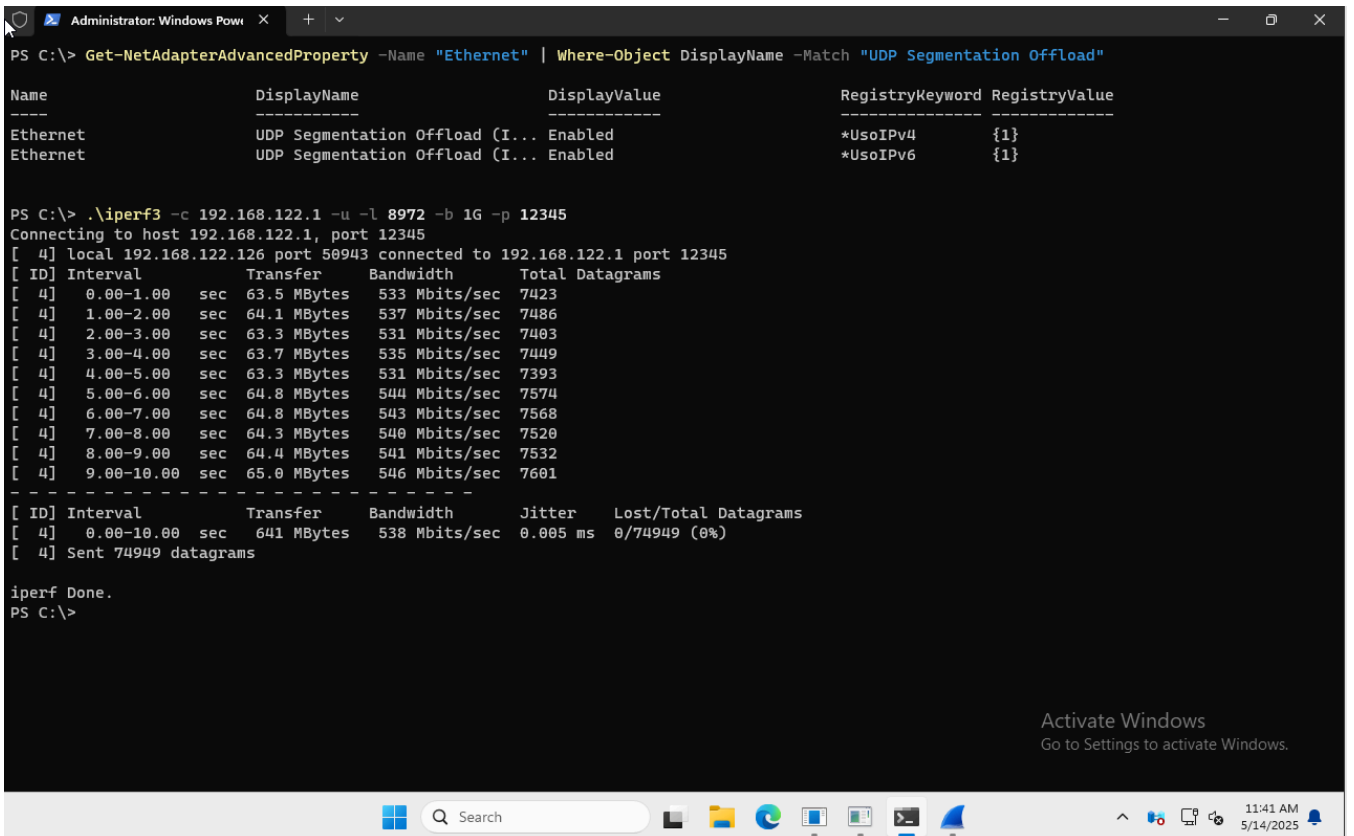 Administrator: Windows Powe
PS C:\> Get-NetAdapterAdvancedProperty -Name "Ethernet" | Where-Object DisplayName -Match "UDP Segmentation Offload"
Name DisplayName DisplayValue RegistryKeyword RegistryValue
---- ----------- ------------ --------------- -------------
Ethernet UDP Segmentation Offload (I... Enabled *UsoIPv4 {1}
Ethernet UDP Segmentation Offload (I... Enabled *UsoIPv6 {1}
PS C:\> .\iperf3 -c 192.168.122.1 -u -l 8972 -b 1G -p 12345
Connecting to host 192.168.122.1, port 12345
[  4] local 192.168.122.126 port 50943 connected to 192.168.122.1 port 12345
[ ID] Interval Transfer Bandwidth Total Datagrams
[  4] 0.00-1.00 sec 63.5 MBytes 533 Mbits/sec 7423
[  4] 1.00-2.00 sec 64.1 MBytes 537 Mbits/sec 7486
[  4] 2.00-3.00 sec 63.3 MBytes 531 Mbits/sec 7403
[  4] 3.00-4.00 sec 63.7 MBytes 535 Mbits/sec 7449
[  4] 4.00-5.00 sec 63.3 MBytes 531 Mbits/sec 7393
[  4] 5.00-6.00 sec 64.8 MBytes 544 Mbits/sec 7574
[  4] 6.00-7.00 sec 64.8 MBytes 543 Mbits/sec 7568
[  4] 7.00-8.00 sec 64.3 MBytes 540 Mbits/sec 7520
[  4] 8.00-9.00 sec 64.4 MBytes 541 Mbits/sec 7532
[  4] 9.00-10.00 sec 65.0 MBytes 546 Mbits/sec 7601
- - - - - - - - - - - - - - - - - - - - - - - - -
[ ID] Interval Transfer Bandwidth Jitter Lost/Total Datagrams
[  4] 0.00-10.00 sec 641 MBytes 538 Mbits/sec 0.005 ms 0/74949 (0%)
[  4] Sent 74949 datagrams
iperf Done.
PS C:\>
Activate Windows
Go to Settings to activate Windows.
Search
11:41 AM
5/14/2025